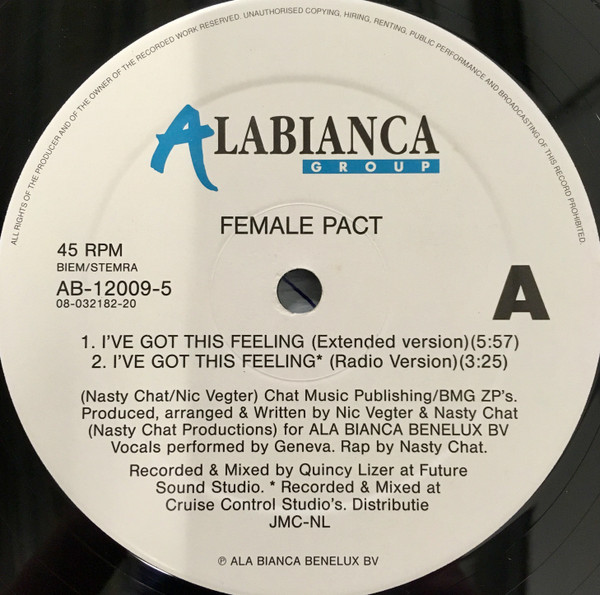 ALL RIGHTS OF THE PRODUCER AND OF THE OWNER OF THE RECORDED WORK RESERVED. UNAUTHORISED COPYING, HIRING, RENTING, PUBLIC PERFORMANCE AND BROADCASTING OF THIS RECORD PROHIBITED.
ALABIANCA
GROUP
FEMALE PACT
45 RPM
BIEM/STEMRA
AB-12009-5
08-032182-20
A
1. I'VE GOT THIS FEELING (Extended version)(5:57)
2. I'VE GOT THIS FEELING* (Radio Version)(3:25)
(Nasty Chat/Nic Vegter) Chat Music Publishing/BMG ZP's.
Produced, arranged & Written by Nic Vegter & Nasty Chat
(Nasty Chat Productions) for ALA BIANCA BENELUX BV
Vocals performed by Geneva. Rap by Nasty Chat.
Recorded & Mixed by Quincy Lizer at Future
Sound Studio. * Recorded & Mixed at
Cruise Control Studio's. Distributie
JMC-NL
℗ ALA BIANCA BENELUX BV